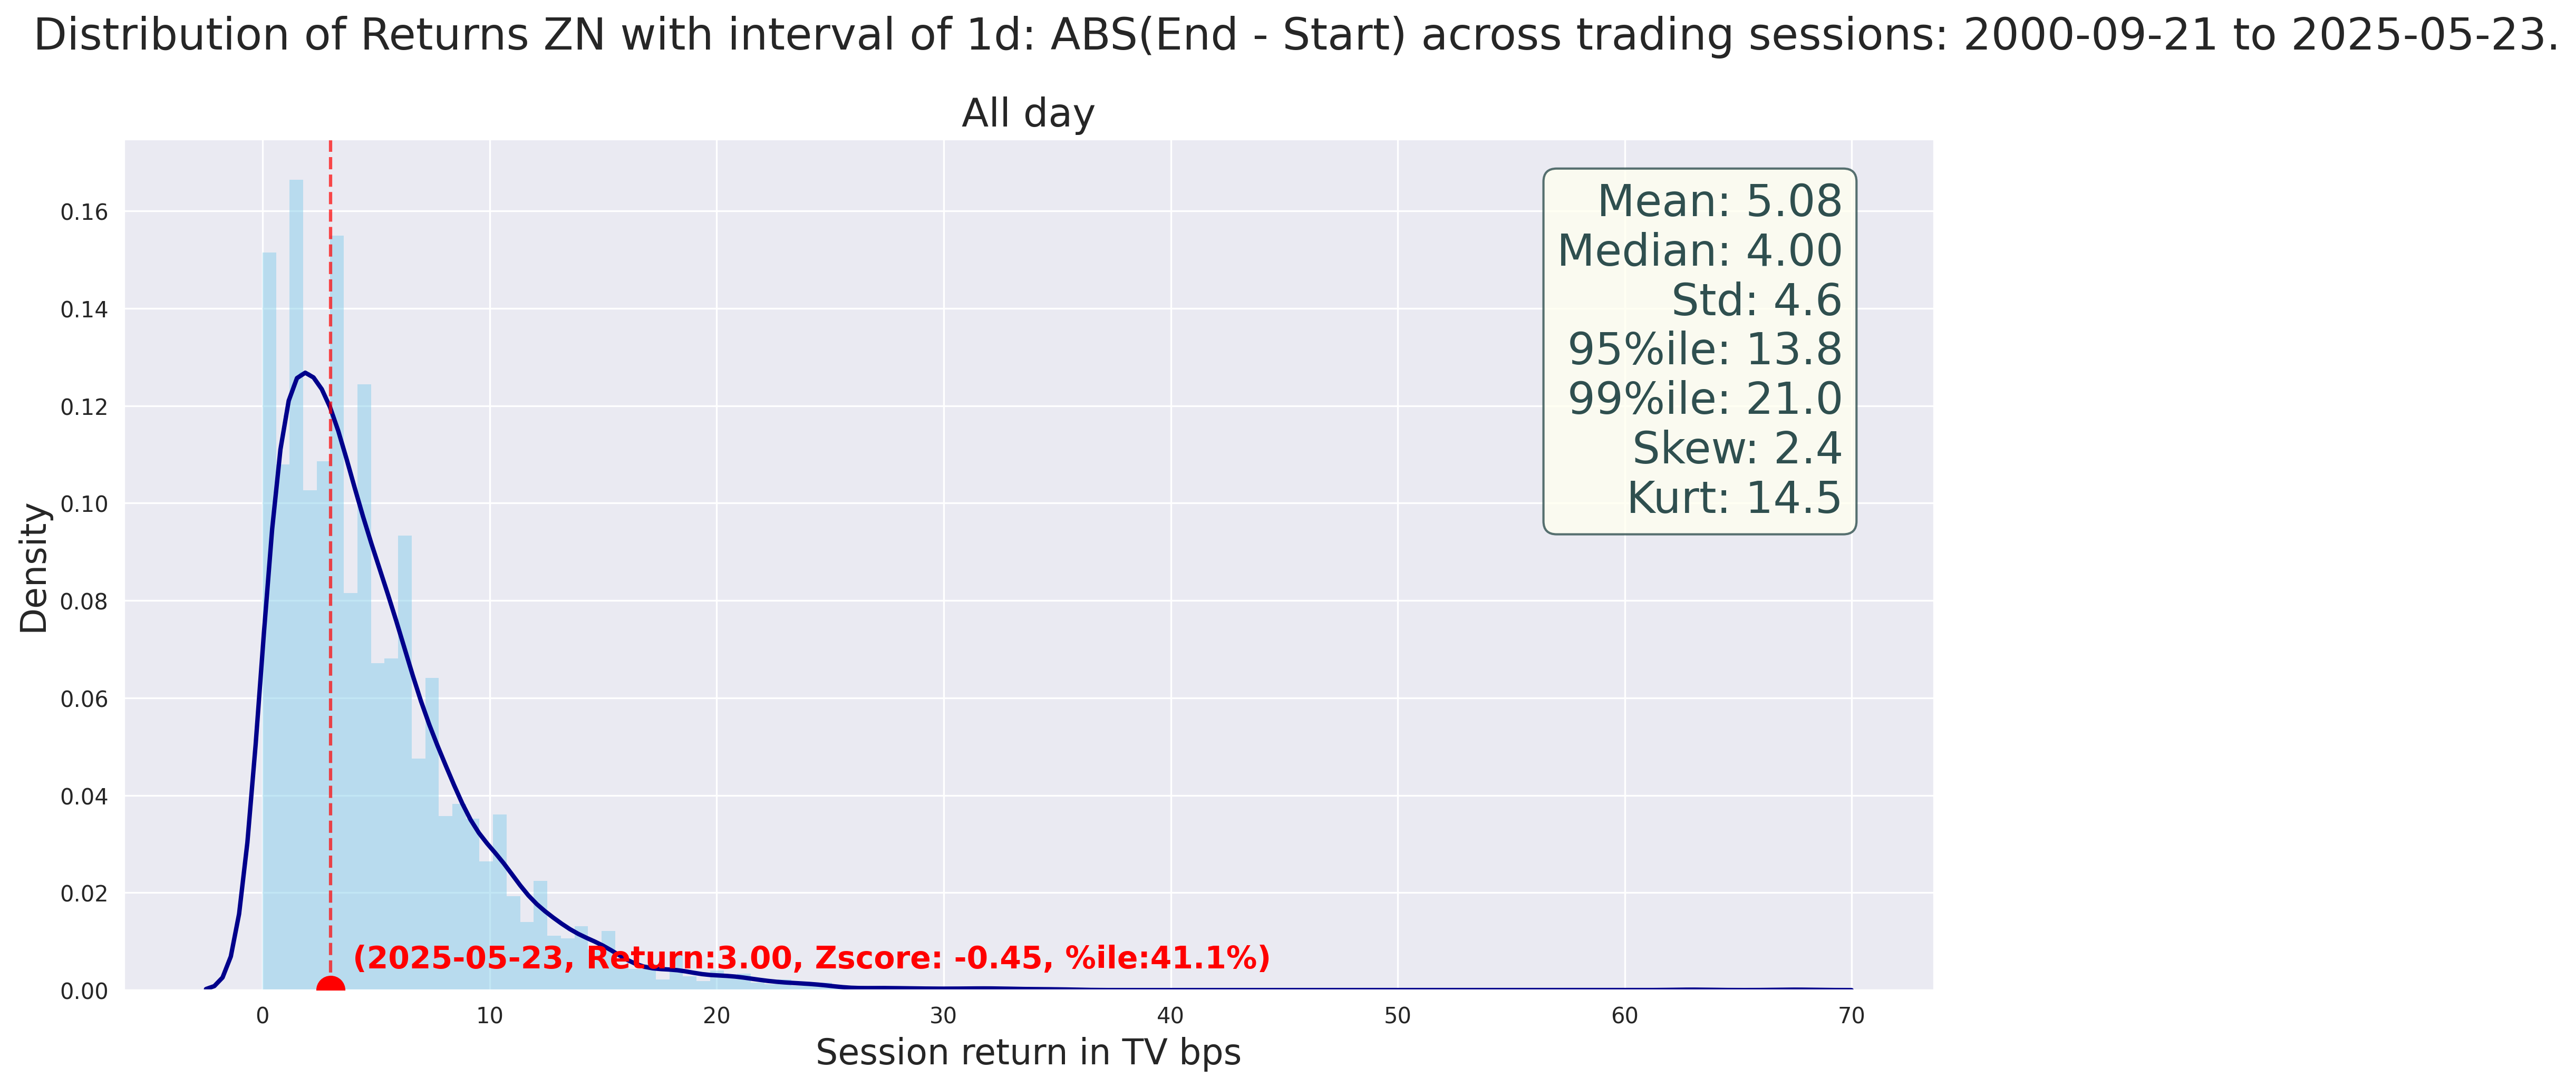 Distribution of Returns ZN with interval of 1d: ABS(End - Start) across trading sessions: 2000-09-21 to 2025-05-23.
All day
Mean: 5.08
Median: 4.00
Std: 4.6
95%ile: 13.8
99%ile: 21.0
Skew: 2.4
Kurt: 14.5
Density
0.16
0.14
0.12
0.10
0.08
0.06
0.04
0.02
0.00
(2025-05-23, Return:3.00, Zscore: -0.45, %ile:41.1%)
0 10 20 30 40 50 60 70
Session return in TV bps